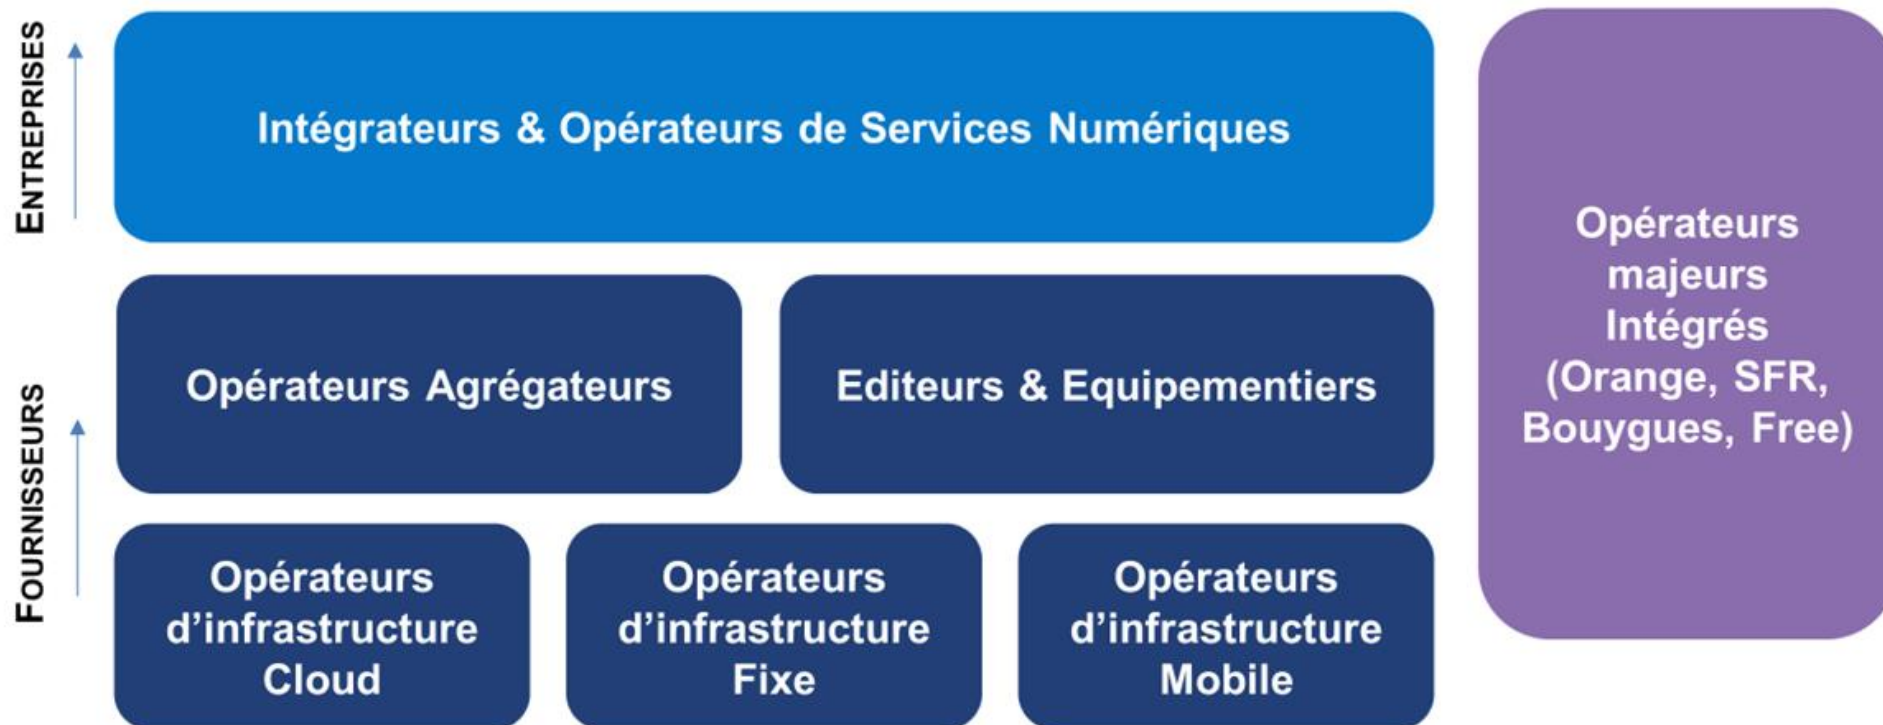 ENTREPRISES
Intégrateurs & Opérateurs de Services Numériques
Opérateurs
majeurs
Intégrés
(Orange, SFR,
Bouygues, Free)
FOURNISSEURS
Opérateurs Agrégateurs
Editeurs & Equipementiers
Opérateurs
d’infrastructure
Cloud
Opérateurs
d’infrastructure
Fixe
Opérateurs
d’infrastructure
Mobile